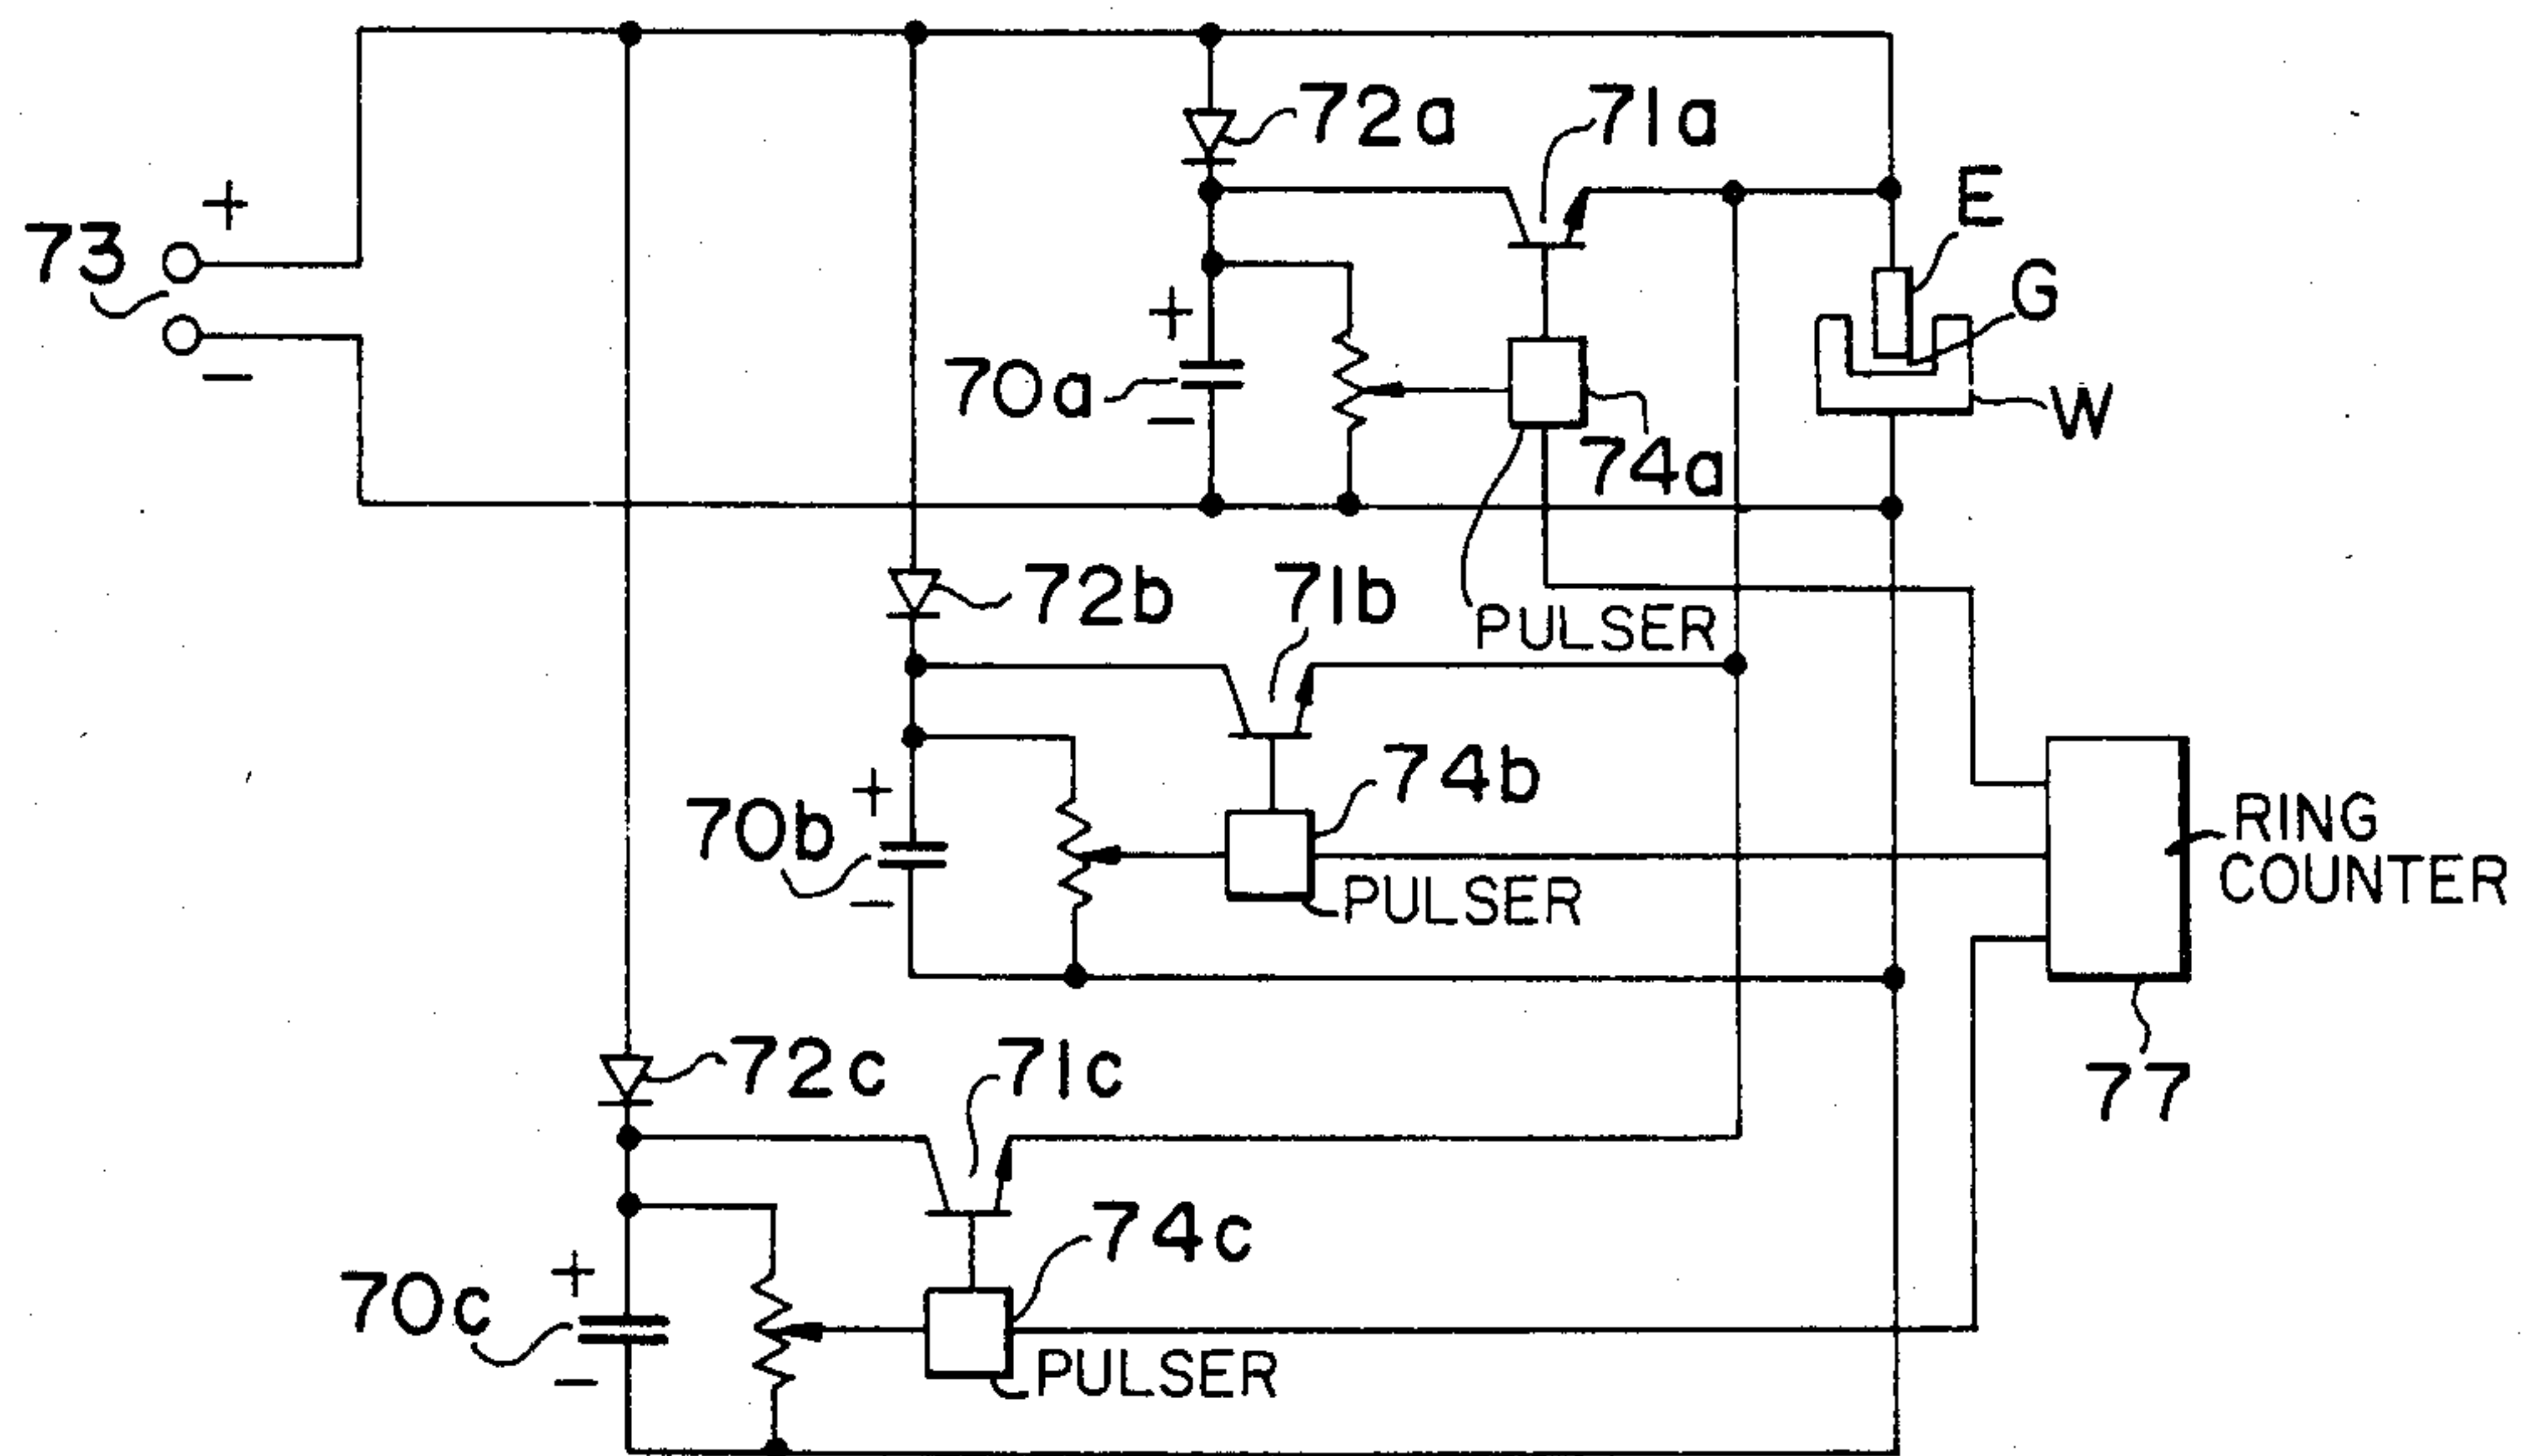 72a
71a
+
73
E
G
+
70a
W
−
−
74a
72b
71b
PULSER
74b
+
70b
RING
COUNTER
PULSER
−
72c
71c
77
74c
+
70c
PULSER
−